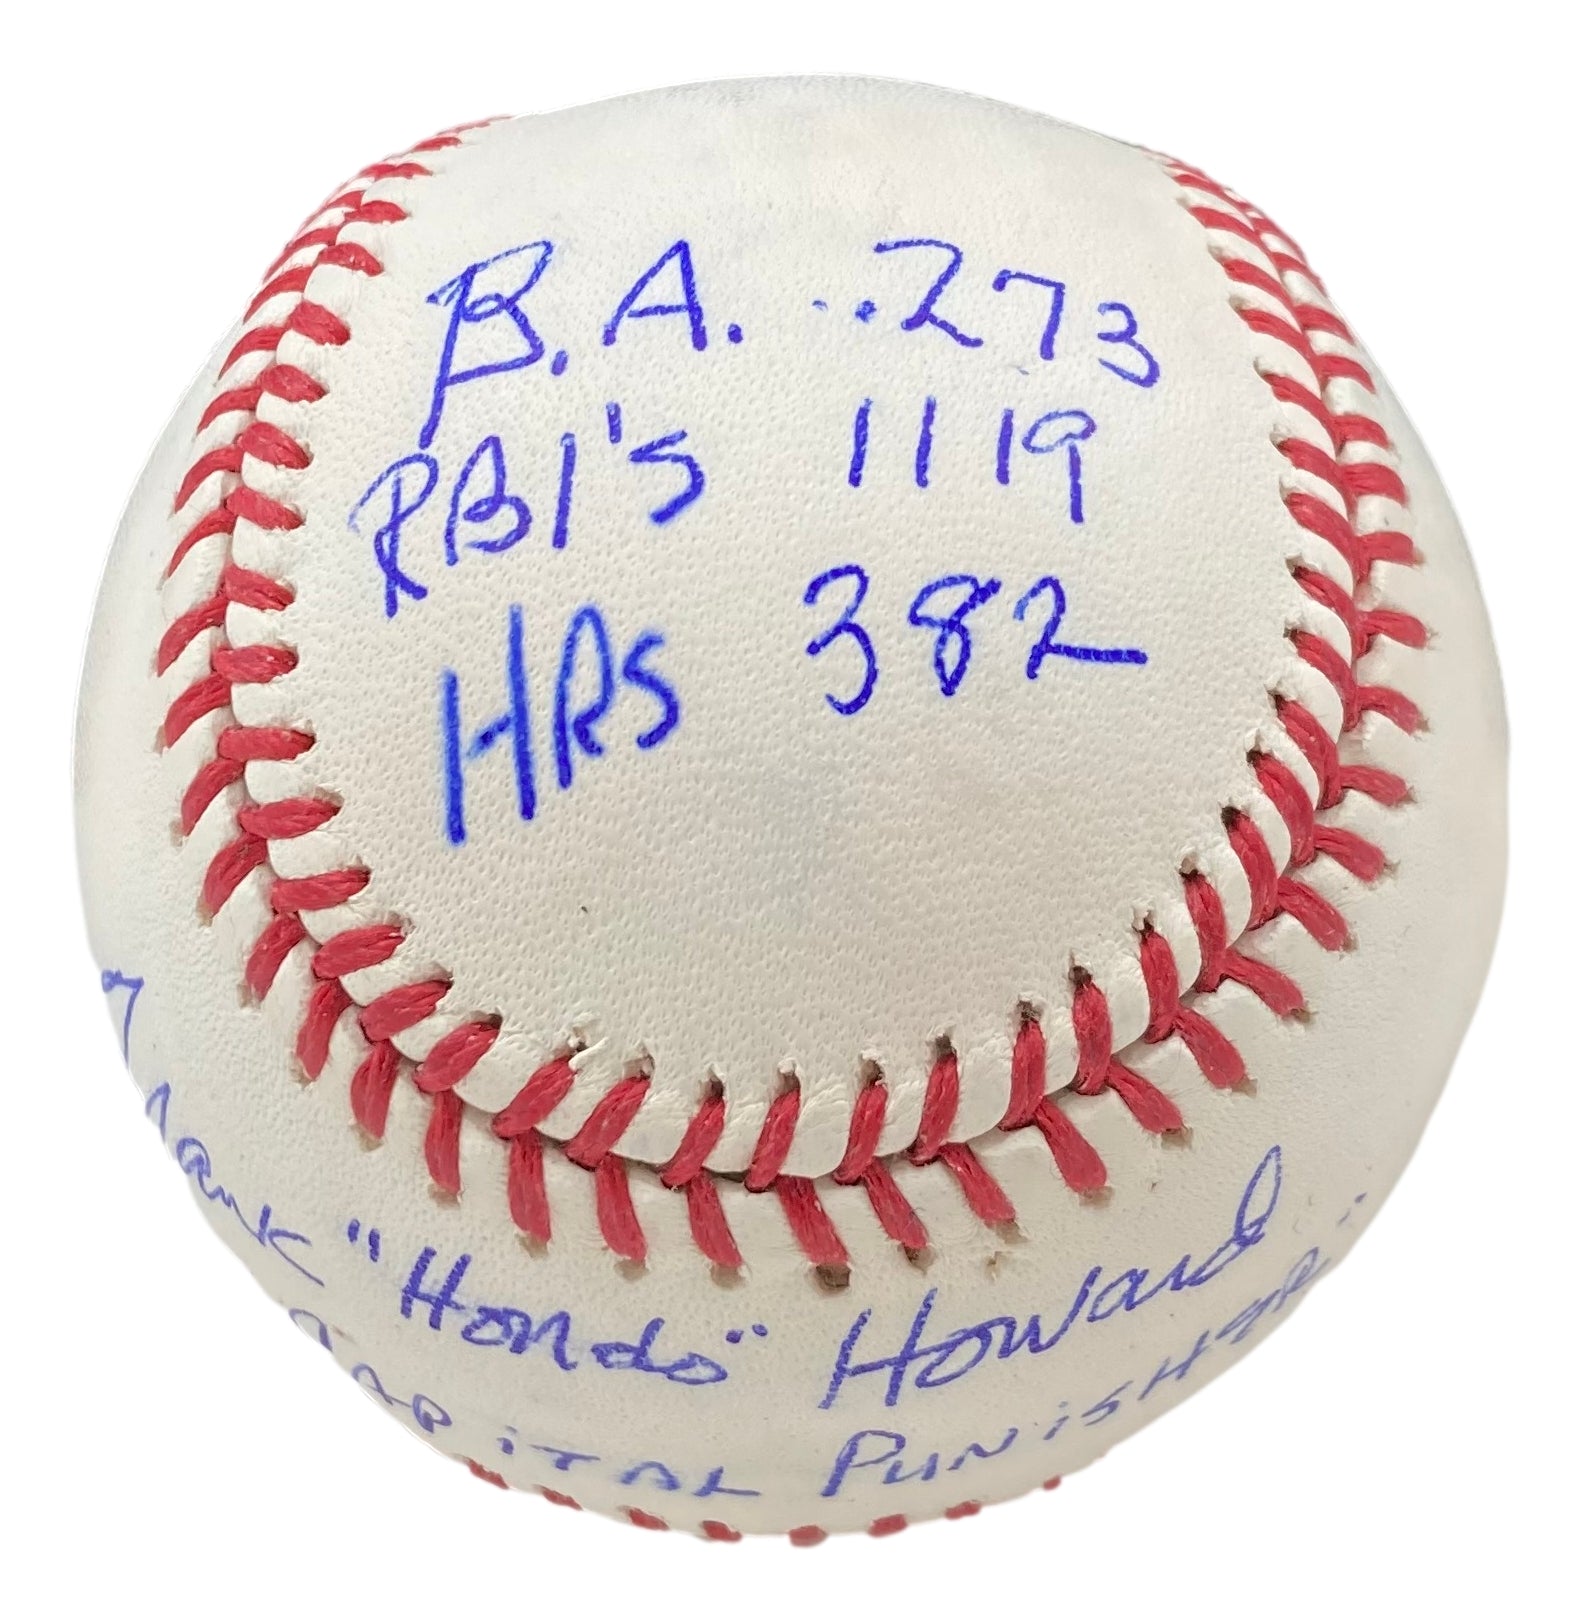 B.A. ..273
RBI's 1119
HRs 382
"Hondo" Howard
CAPITAL PUNISHER